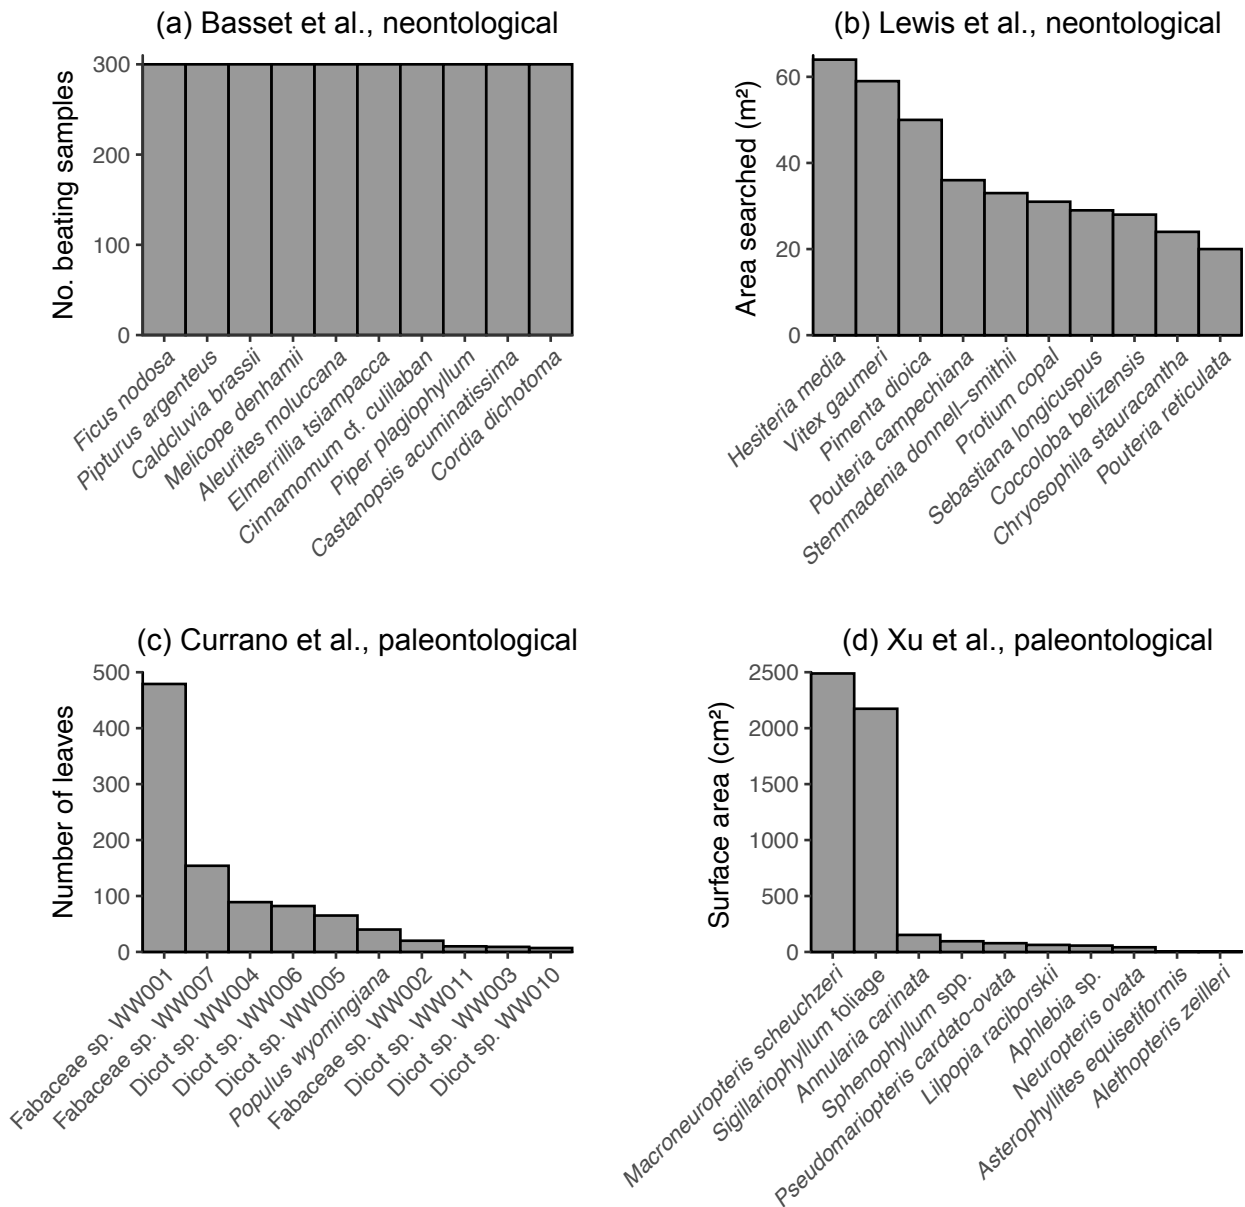 (a) Basset et al., neontological
No. beating samples
300
200
100
0
Ficus nodosa
Pipturus argenteus
Caldcluvia brassii
Melicope denhamii
Aleurites moluccana
Elmerrillia tsiampacca
Cinnamomum cf. culilaban
Piper plagiophyllum
Castanopsis acuminatissima
Cordia dichotoma
(b) Lewis et al., neontological
Area searched (m²)
60
40
20
0
Hesiteria media
Vitex gaumeri
Pimenta dioica
Pouteria campechiana
Stemmadenia donnell–smithii
Protium copal
Sebastiana longicuspus
Coccoloba belizensis
Chryosophila stauracantha
Pouteria reticulata
(c) Currano et al., paleontological
Number of leaves
500
400
300
200
100
0
Fabaceae sp. WW001
Fabaceae sp. WW007
Dicot sp. WW004
Dicot sp. WW006
Dicot sp. WW005
Populus wyomingiana
Fabaceae sp. WW002
Dicot sp. WW011
Dicot sp. WW003
Dicot sp. WW010
(d) Xu et al., paleontological
Surface area (cm²)
2500
2000
1500
1000
500
0
Macroneuropteris scheuchzeri
Sigillariophyllum foliage
Annularia carinata
Sphenophyllum spp.
Pseudomariopteris cardato-ovata
Lilpopia raciborskii
Aphlebia sp.
Neuropteris ovata
Asterophyllites equisetiformis
Alethopteris zeilleri